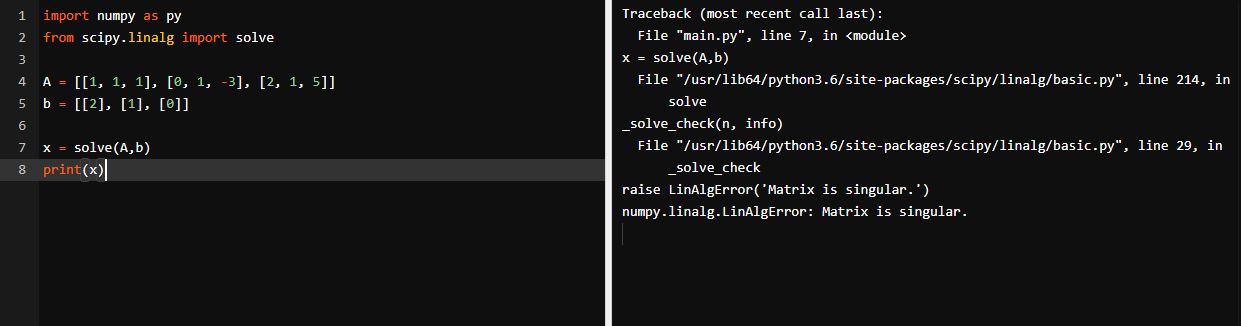 1 import numpy as py
2 from scipy.linalg import solve
3
4 A = [[1, 1, 1], [0, 1, -3], [2, 1, 5]]
5 b = [[2], [1], [0]]
6
7 x = solve(A,b)
8 print(x)
Traceback (most recent call last):
  File "main.py", line 7, in <module>
x = solve(A,b)
  File "/usr/lib64/python3.6/site-packages/scipy/linalg/basic.py", line 214, in
      solve
_solve_check(n, info)
  File "/usr/lib64/python3.6/site-packages/scipy/linalg/basic.py", line 29, in
      _solve_check
raise LinAlgError('Matrix is singular.')
numpy.linalg.LinAlgError: Matrix is singular.